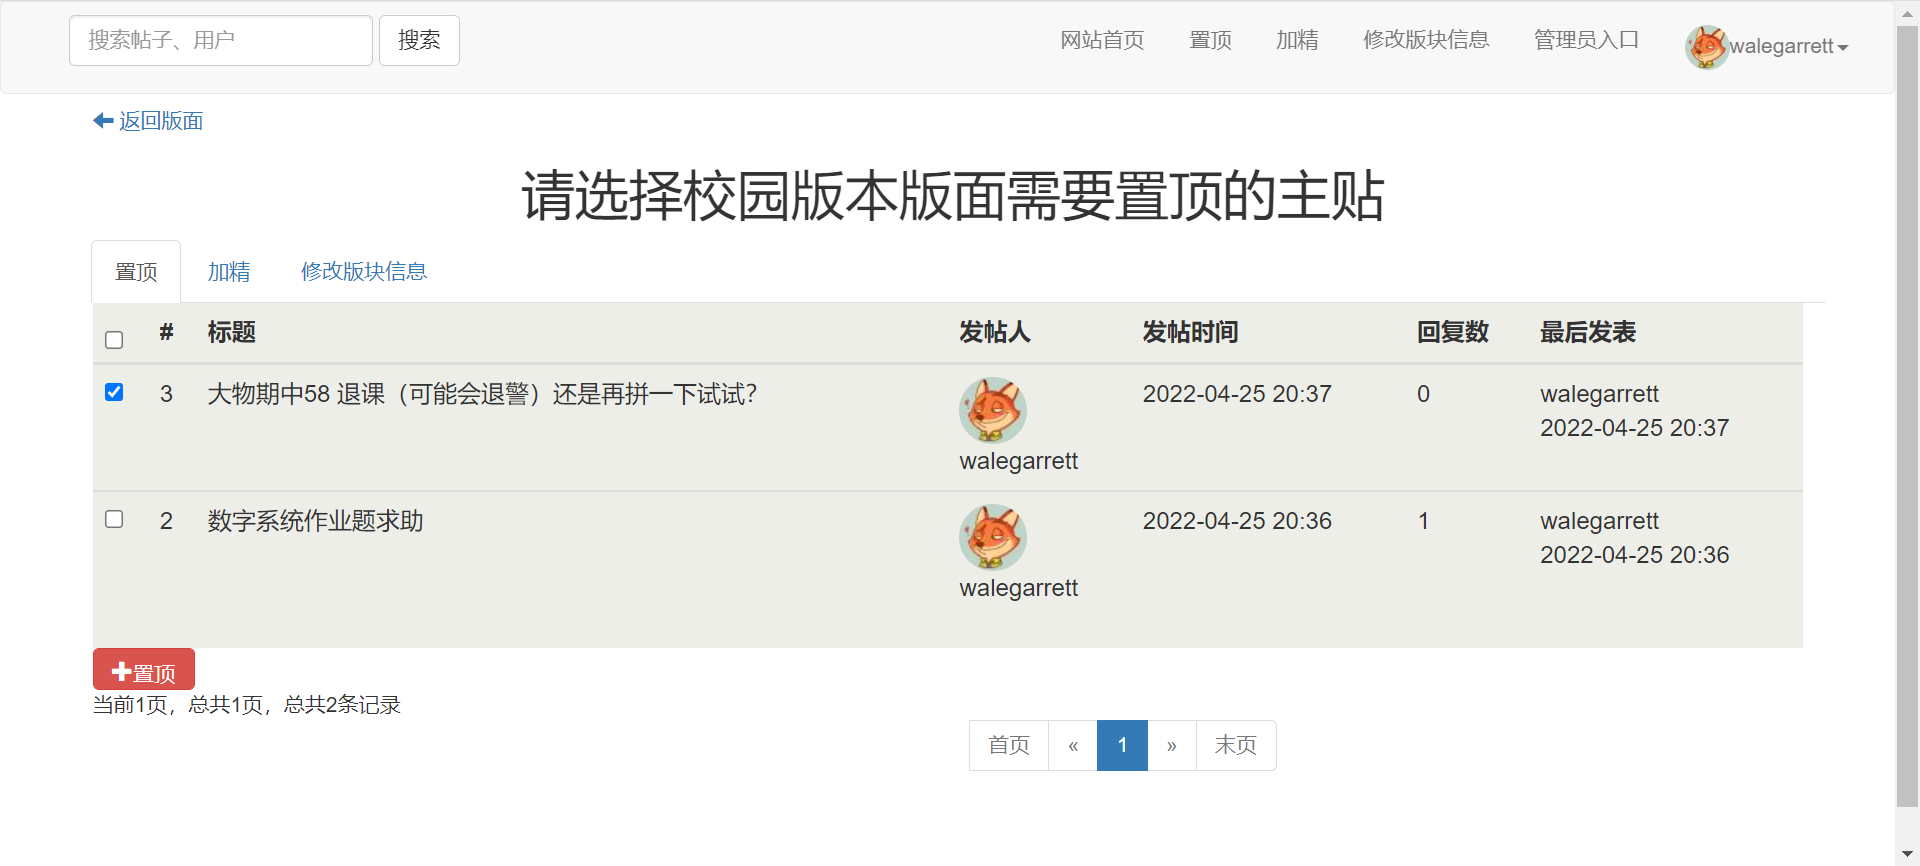 搜索帖子、用户 搜索 网站首页 置顶 加精 修改版块信息 管理员入口 walegarrett
返回版面
请选择校园版本版面需要置顶的主贴
置顶 加精 修改版块信息
# 标题 发帖人 发帖时间 回复数 最后发表
3 大物期中58 退课（可能会退警）还是再拼一下试试? 2022-04-25 20:37 0 walegarrett
2022-04-25 20:37
walegarrett
2 数字系统作业题求助 2022-04-25 20:36 1 walegarrett
2022-04-25 20:36
walegarrett
置顶
当前1页，总共1页，总共2条记录
首页 « 1 » 末页